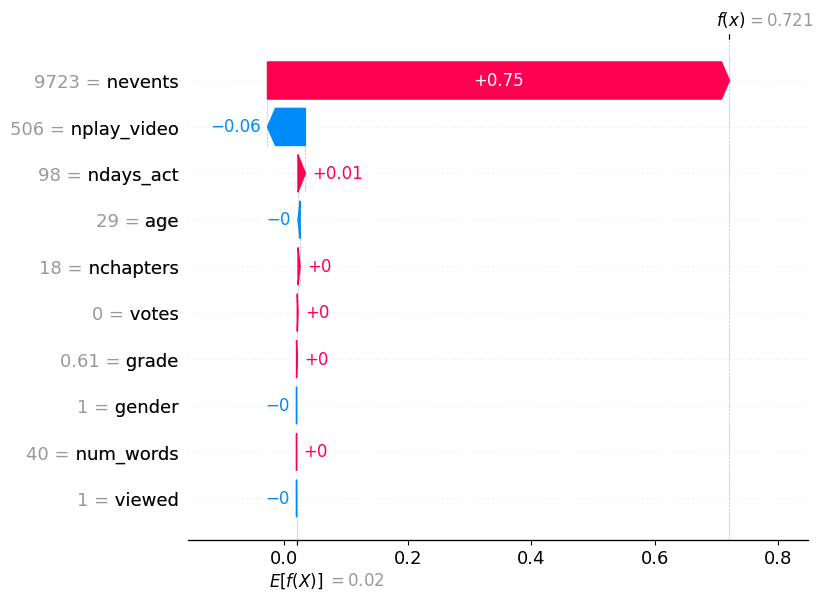 f(x) = 0.721
9723 = nevents
+0.75
506 = nplay_video
−0.06
98 = ndays_act
+0.01
29 = age
−0
18 = nchapters
+0
0 = votes
+0
0.61 = grade
+0
1 = gender
−0
40 = num_words
+0
1 = viewed
−0
0.0 0.2 0.4 0.6 0.8
E[f(X)] = 0.02